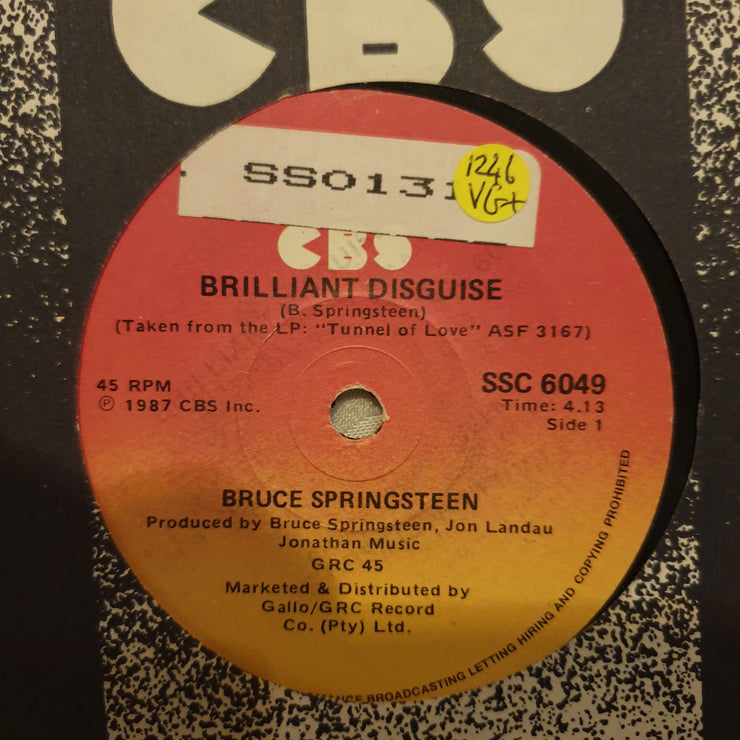 CBS
SS0131
1246
VG+
CBS
BRILLIANT DISGUISE
(B. Springsteen)
(Taken from the LP: "Tunnel of Love" ASF 3167)
45 RPM
SSC 6049
℗ 1987 CBS Inc.
Time: 4.13
Side 1
BRUCE SPRINGSTEEN
Produced by Bruce Springsteen, Jon Landau
Jonathan Music
GRC 45
Marketed & Distributed by
Gallo/GRC Record
Co. (Pty) Ltd.
BROADCASTING LETTING HIRING AND COPYING PROHIBITED